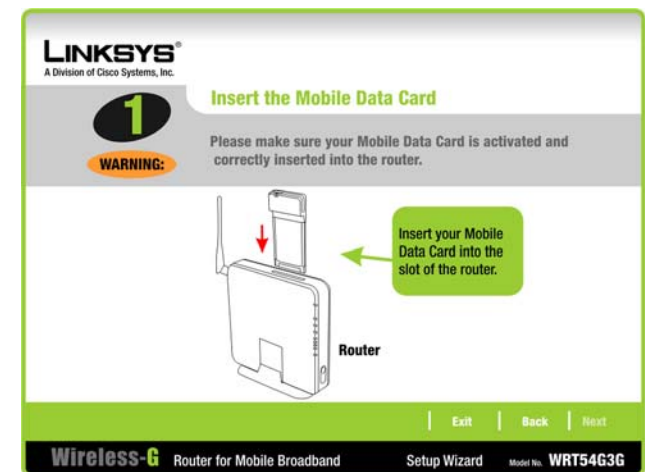 LINKSYS®
A Division of Cisco Systems, Inc.
1
Insert the Mobile Data Card
WARNING:
Please make sure your Mobile Data Card is activated and
correctly inserted into the router.
Insert your Mobile
Data Card into the
slot of the router.
Router
Exit
Back
Next
Wireless-G Router for Mobile Broadband Setup Wizard Model No. WRT54G3G